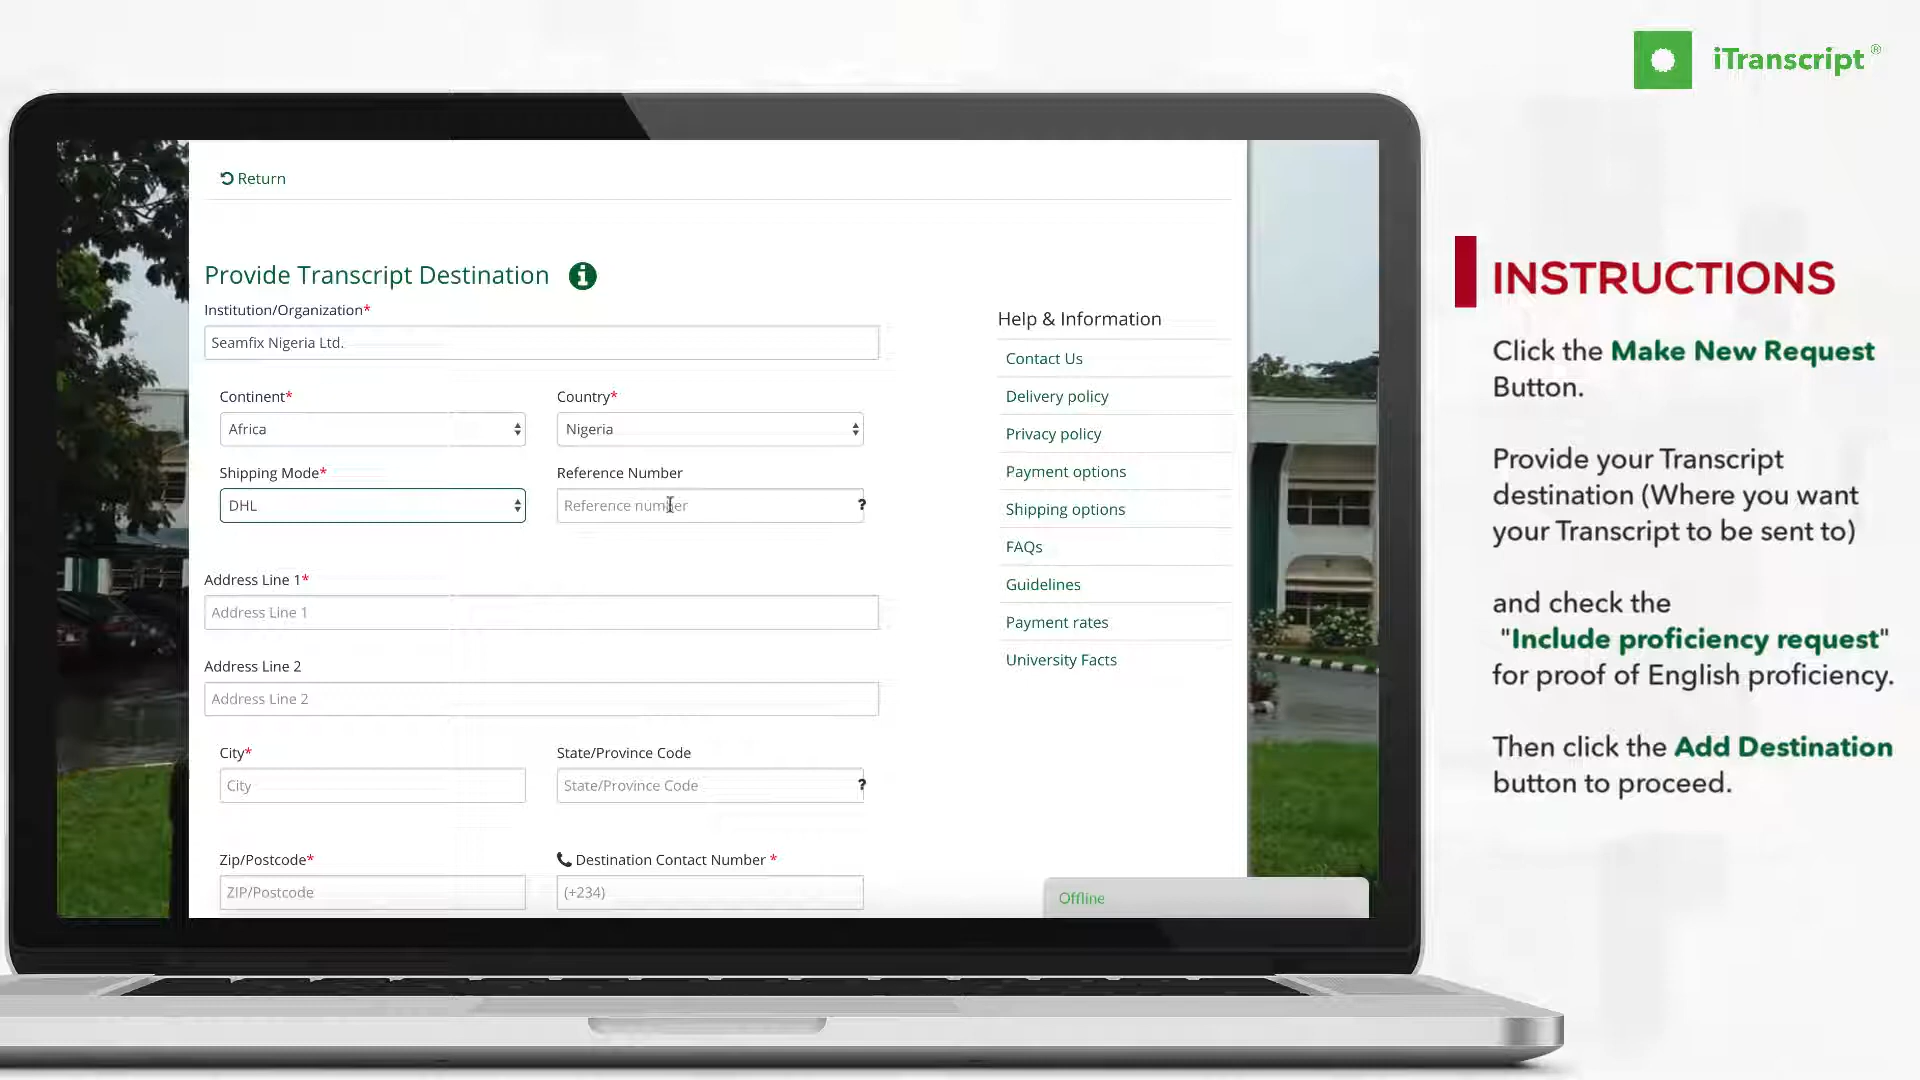 iTranscript ®
Return
Provide Transcript Destination
Institution/Organization*
Seamfix Nigeria Ltd.
Continent*
Country*
Africa
Nigeria
Shipping Mode*
Reference Number
DHL
Reference number
?
Address Line 1*
Address Line 1
Address Line 2
Address Line 2
City*
State/Province Code
City
State/Province Code
?
Zip/Postcode*
Destination Contact Number *
ZIP/Postcode
(+234)
Help & Information
Contact Us
Delivery policy
Privacy policy
Payment options
Shipping options
FAQs
Guidelines
Payment rates
University Facts
Offline
INSTRUCTIONS
Click the Make New Request
Button.
Provide your Transcript
destination (Where you want
your Transcript to be sent to)
and check the
"Include proficiency request"
for proof of English proficiency.
Then click the Add Destination
button to proceed.